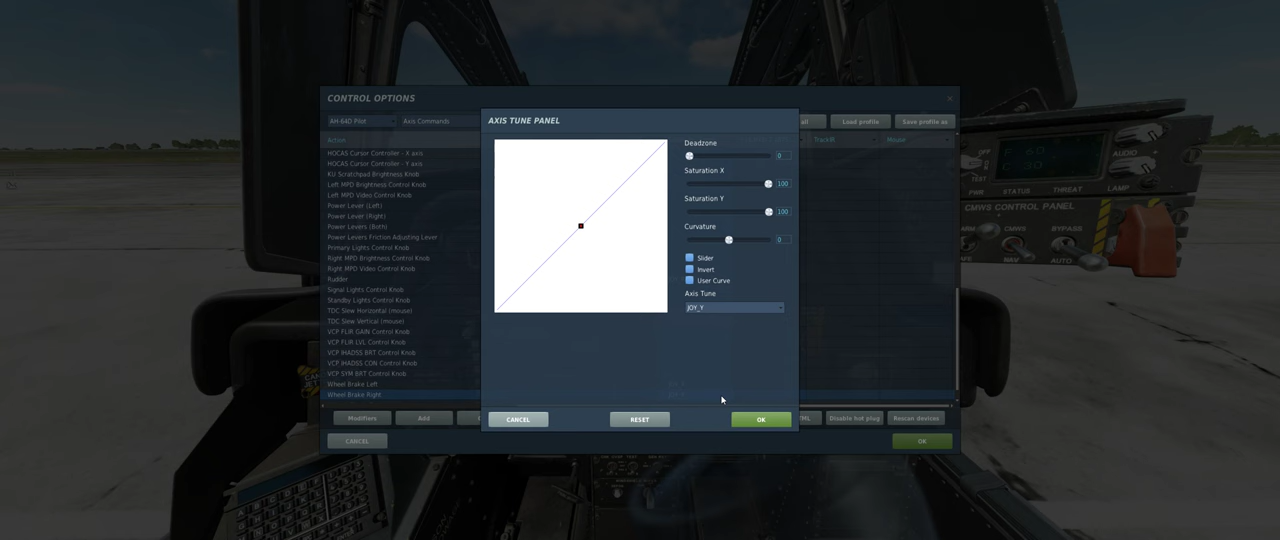 CONTROL OPTIONS
AH-64D Pilot
Axis Commands
all
Load profile
Save profile as
AXIS TUNE PANEL
Action
TrackIR
Mouse
HOCAS Cursor Controller - X axis
HOCAS Cursor Controller - Y axis
KU Scratchpad Brightness Knob
Left MPD Brightness Control Knob
Left MPD Video Control Knob
Power Lever (Left)
Power Lever (Right)
Power Levers (Both)
Power Levers Friction Adjusting Lever
Primary Lights Control Knob
Right MPD Brightness Control Knob
Right MPD Video Control Knob
Rudder
Signal Lights Control Knob
Standby Lights Control Knob
TDC Slew Horizontal (mouse)
TDC Slew Vertical (mouse)
VCP FLIR GAIN Control Knob
VCP FLIR LVL Control Knob
VCP IHADSS BRT Control Knob
VCP IHADSS CON Control Knob
VCP SYM BRT Control Knob
Wheel Brake Left
Wheel Brake Right
Deadzone
0
Saturation X
100
Saturation Y
100
Curvature
0
Slider
Invert
User Curve
Axis Tune
JOY_Y
CANCEL
RESET
OK
Modifiers
Add
Disable hot plug
Rescan devices
CANCEL
OK
OFF
TEST
PWR
STATUS
THREAT
AUDIO
LAMP
CMWS CONTROL PANEL
ARM
CMWS
BYPASS
NAV
AUTO